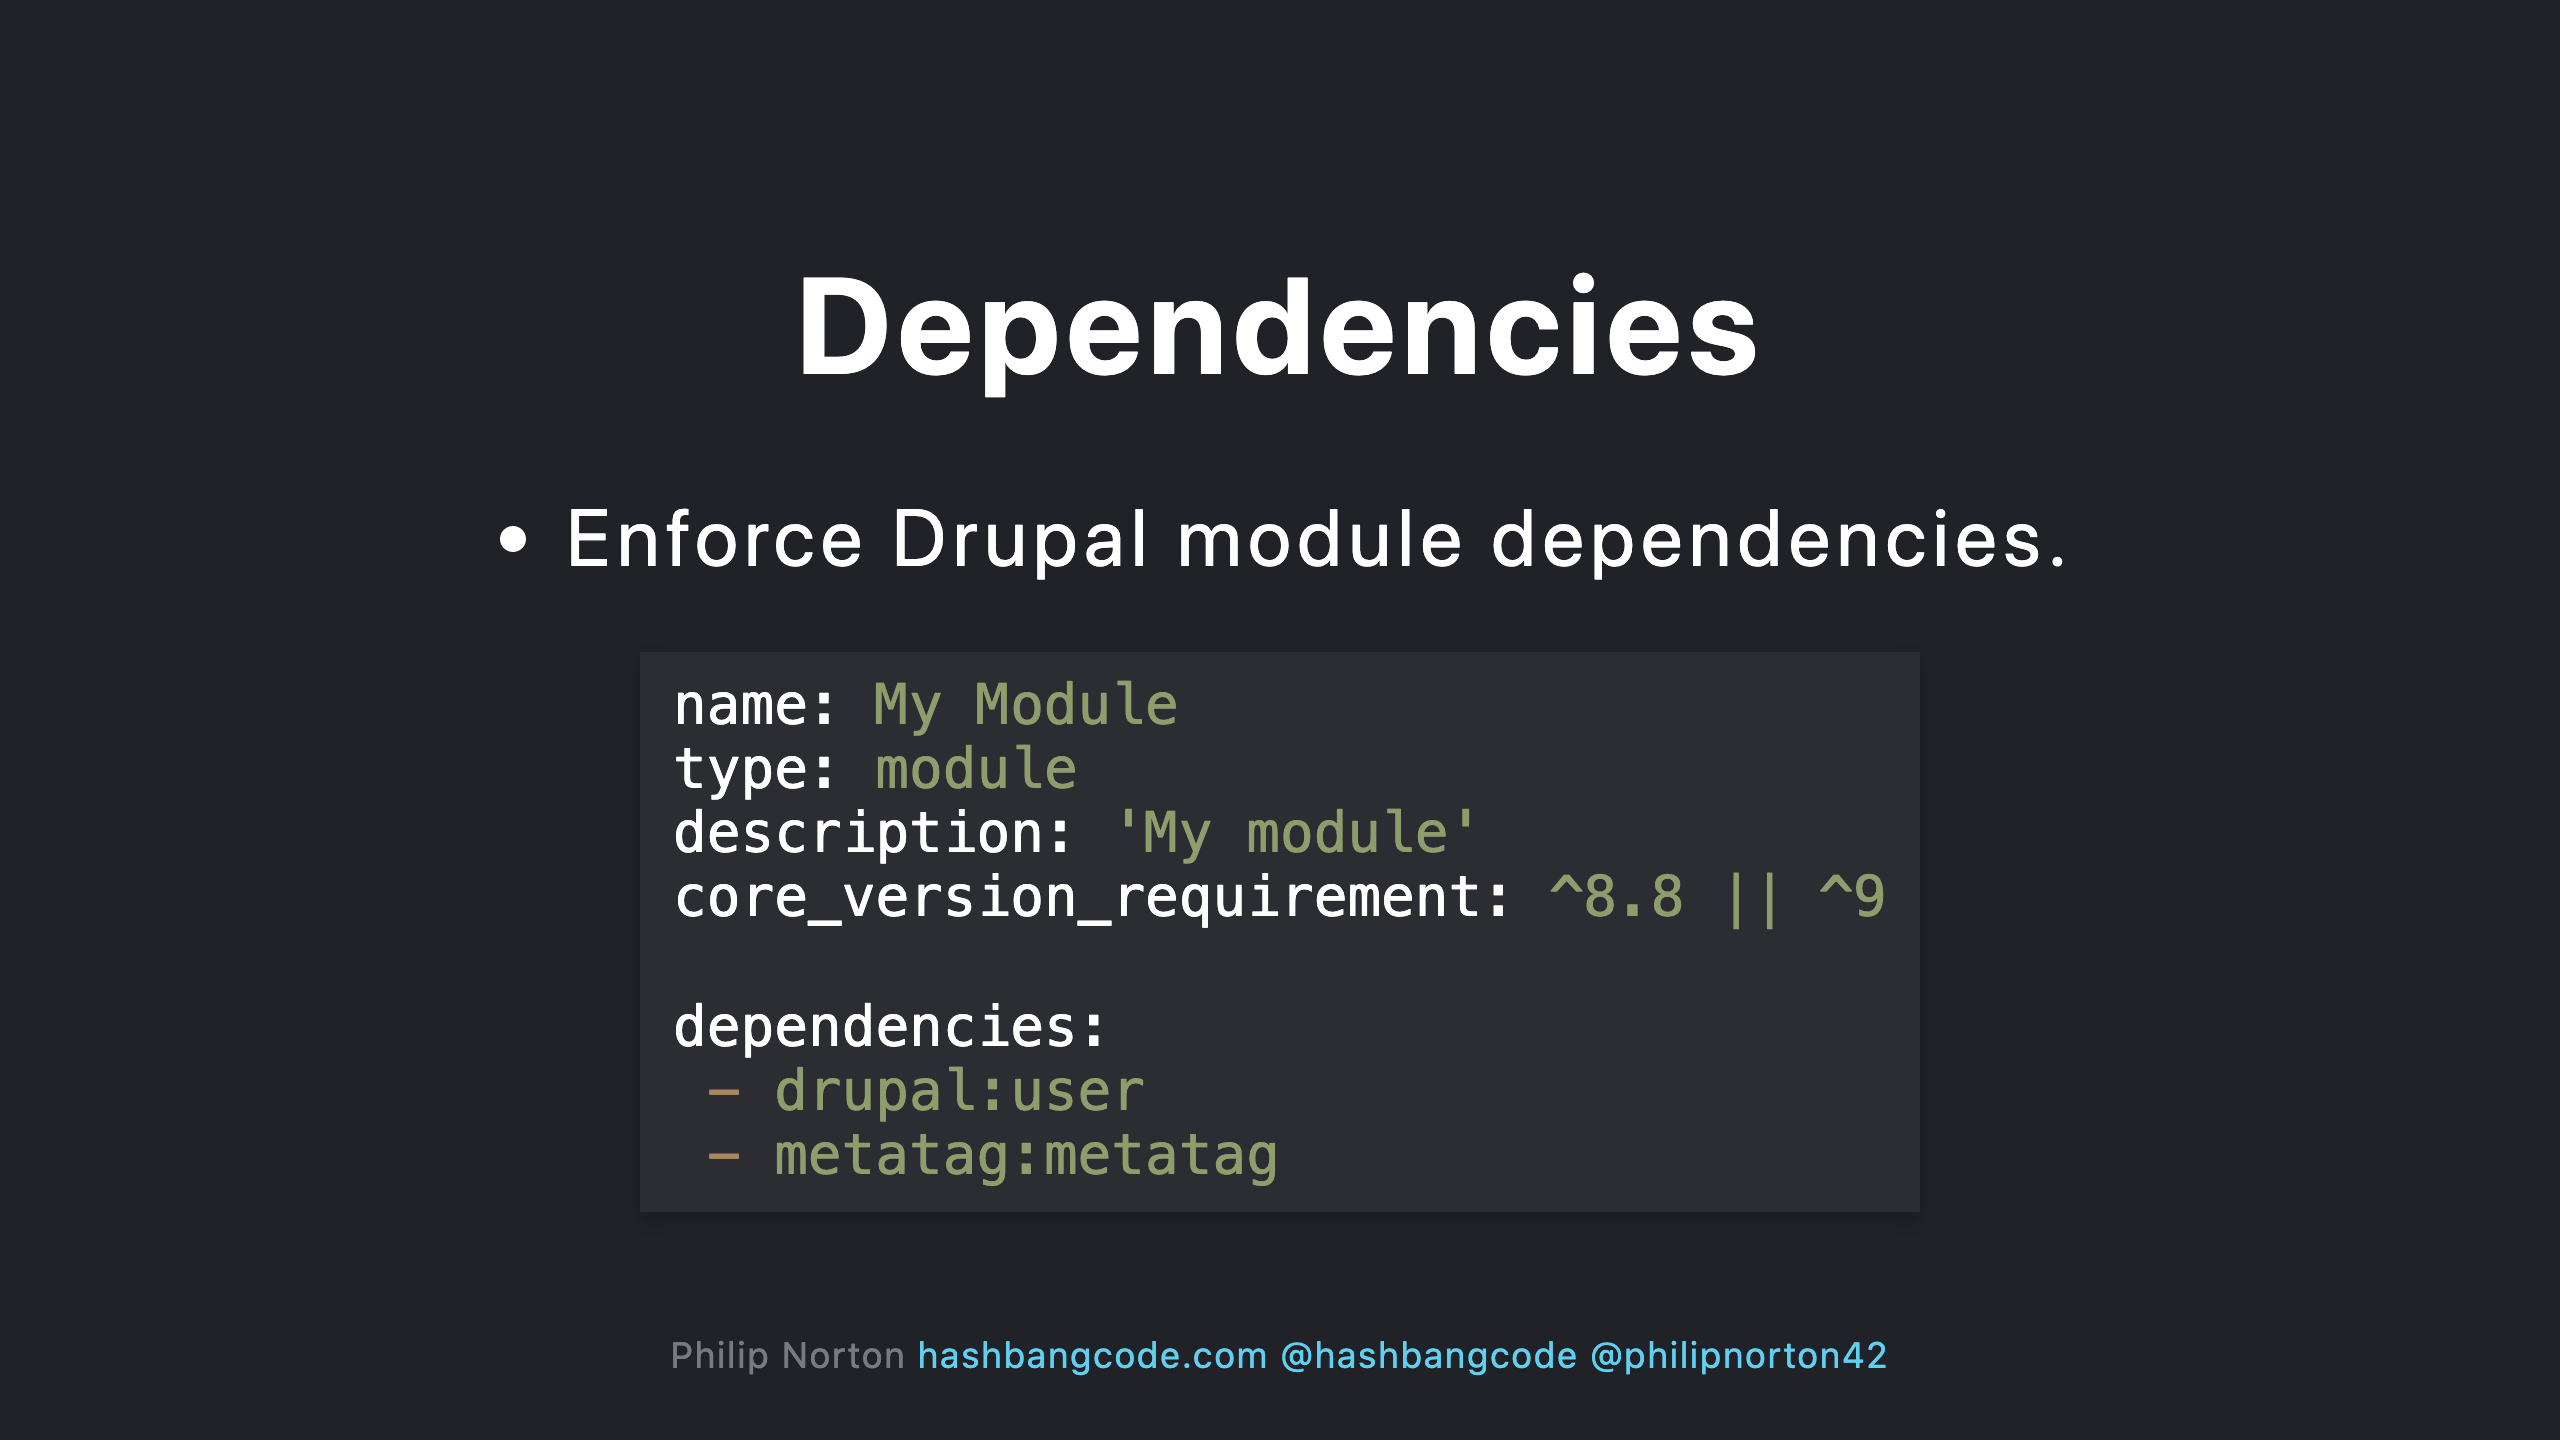 Dependencies
• Enforce Drupal module dependencies.
name: My Module
type: module
description: 'My module'
core_version_requirement: ^8.8 || ^9

dependencies:
 - drupal:user
 - metatag:metatag
Philip Norton hashbangcode.com @hashbangcode @philipnorton42